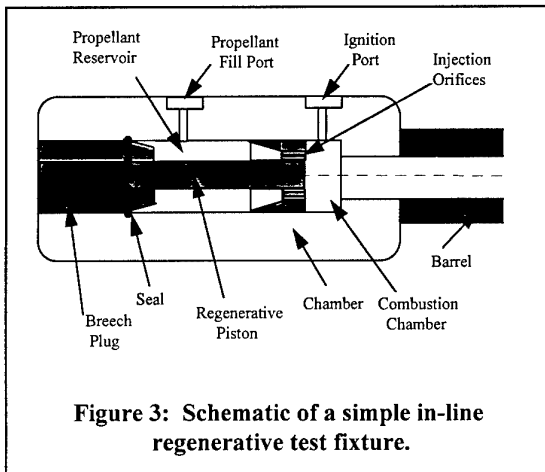 Propellant
Reservoir
Propellant
Fill Port
Ignition
Port
Injection
Orifices
Breech
Plug
Seal
Regenerative
Piston
Chamber
Combustion
Chamber
Barrel
Figure 3: Schematic of a simple in-line
regenerative test fixture.